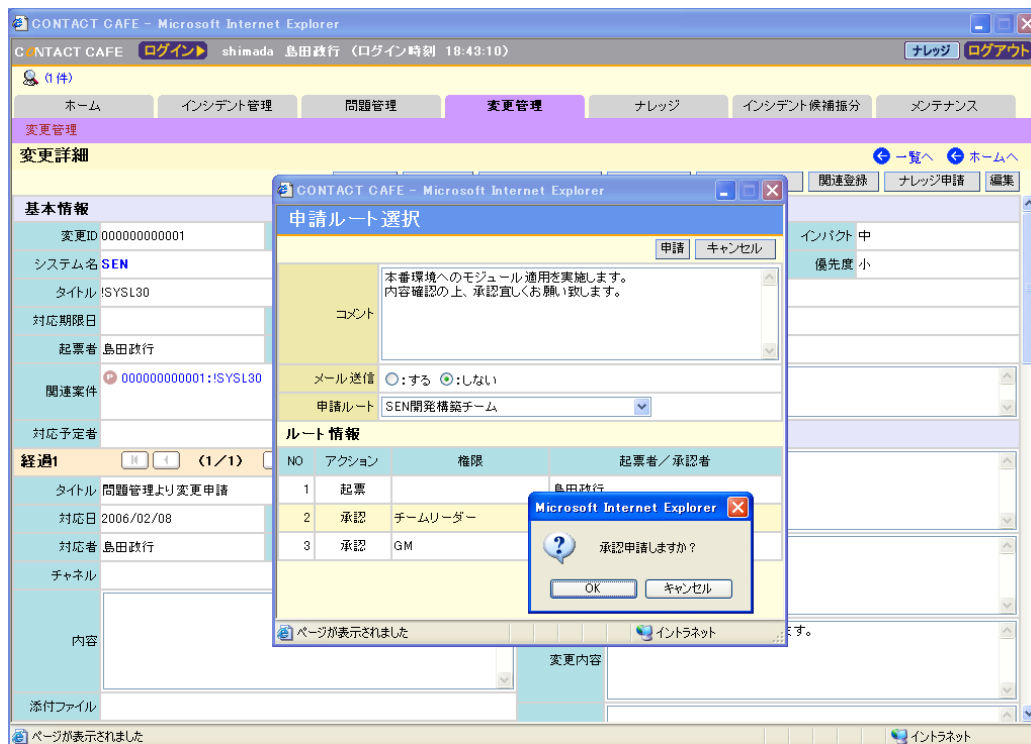 CONTACT CAFE - Microsoft Internet Explorer
CONTACT CAFE ログイン shimada 島田政行 (ログイン時刻 18:43:10) ナレッジ ログアウト
(1件)
ホーム インシデント管理 問題管理 変更管理 ナレッジ インシデント候補振分 メンテナンス
変更管理
変更詳細 一覧へ ホームへ
関連登録 ナレッジ申請 編集
基本情報
変更ID 000000000001 インパクト 中
システム名 SEN 優先度 小
タイトル !SYSL30
対応期限日
起票者 島田政行
関連案件 P 000000000001:!SYSL30
対応予定者
経過1 (1/1)
タイトル 問題管理より変更申請
対応日 2006/02/08
対応者 島田政行
チャネル
内容
ます。
変更内容
添付ファイル
ページが表示されました イントラネット
CONTACT CAFE - Microsoft Internet Explorer
申請ルート選択
申請 キャンセル
コメント
本番環境へのモジュール適用を実施します。
内容確認の上、承認宜しくお願い致します。
メール送信 :する :しない
申請ルート SEN開発構築チーム
ルート情報
NO アクション 権限 起票者/承認者
1 起票 島田政行
2 承認 チームリーダー
3 承認 GM
ページが表示されました イントラネット
Microsoft Internet Explorer
承認申請しますか?
OK キャンセル